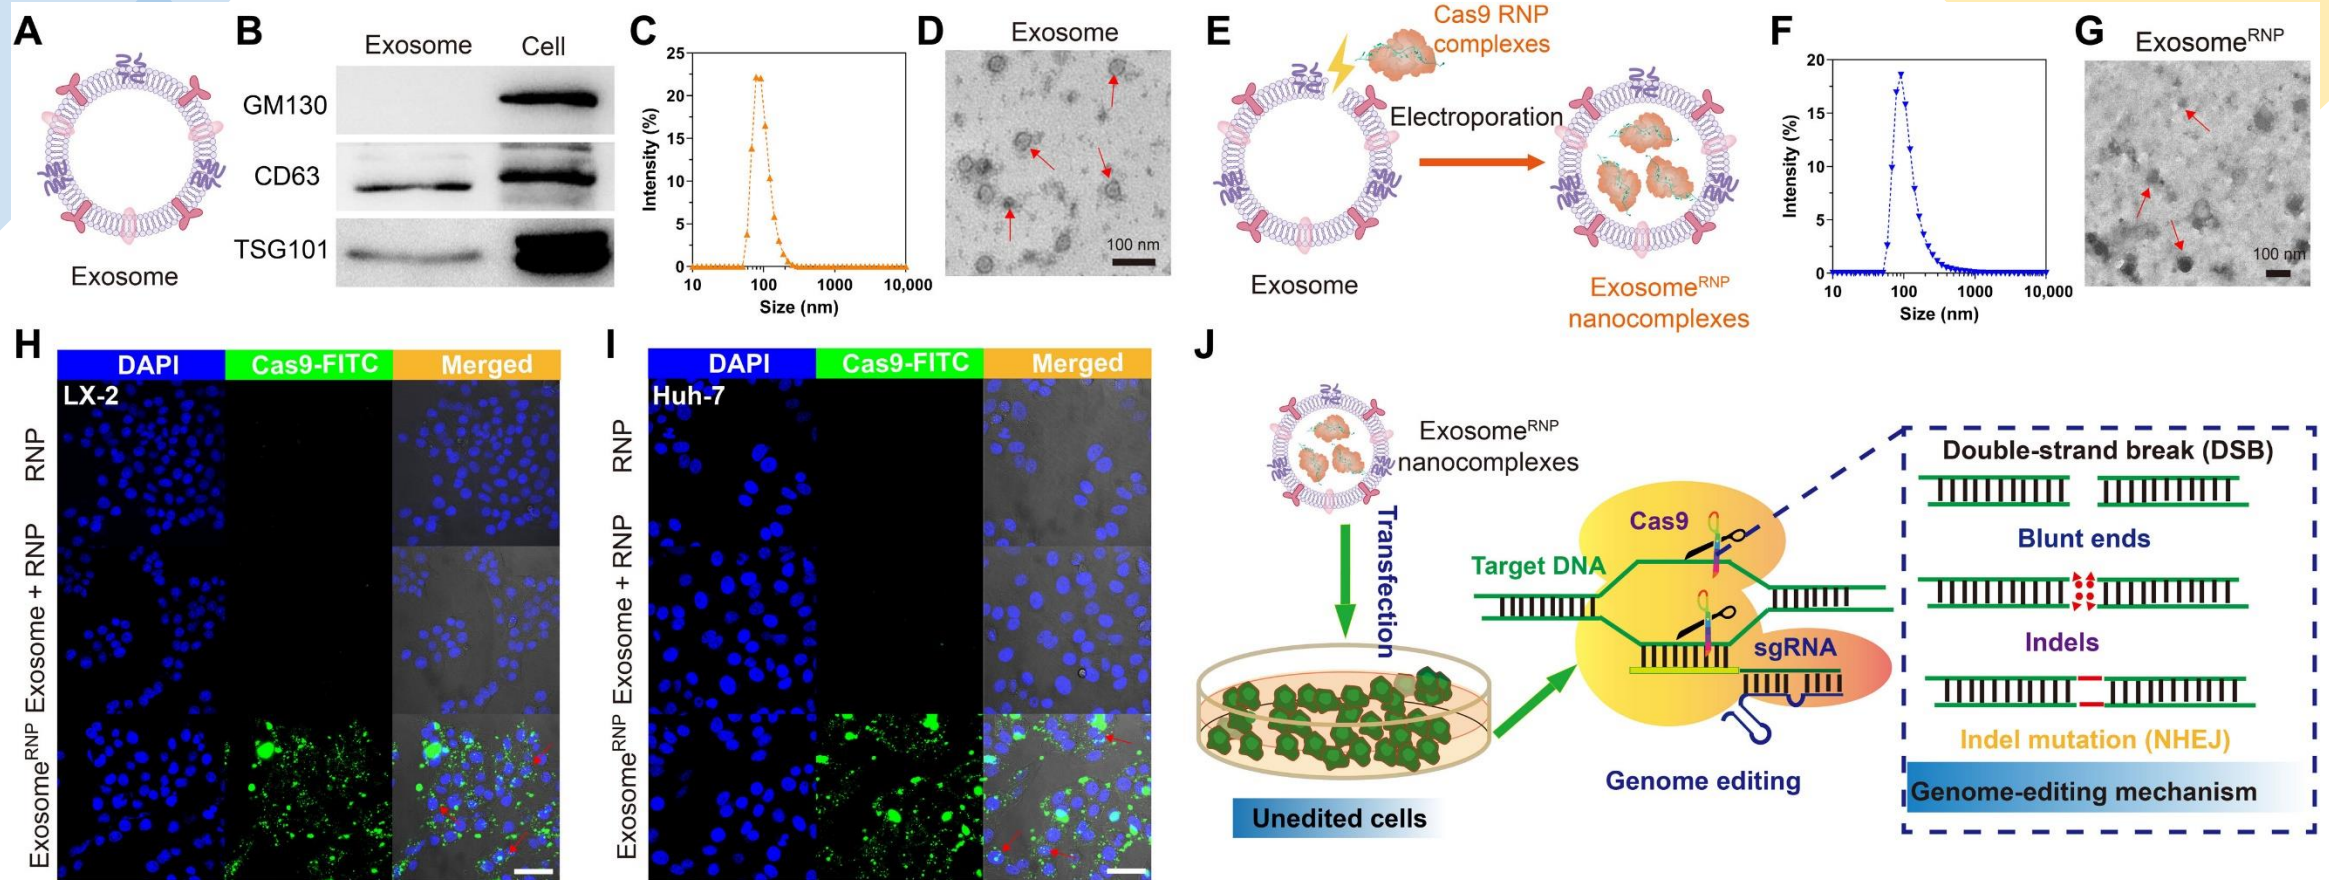 A
Exosome
B
Exosome
Cell
GM130
CD63
TSG101
C
Intensity (%)
25
20
15
10
5
0
10
100
1000
10,000
Size (nm)
D
Exosome
100 nm
E
Cas9 RNP
complexes
Electroporation
Exosome
ExosomeRNP
nanocomplexes
F
Intensity (%)
20
15
10
5
0
10
100
1000
10,000
Size (nm)
G
ExosomeRNP
100 nm
H
DAPI
Cas9-FITC
Merged
LX-2
RNP
Exosome + RNP
ExosomeRNP
I
DAPI
Cas9-FITC
Merged
Huh-7
RNP
Exosome + RNP
ExosomeRNP
J
ExosomeRNP
nanocomplexes
Transfection
Unedited cells
Cas9
Target DNA
sgRNA
Genome editing
Double-strand break (DSB)
Blunt ends
Indels
Indel mutation (NHEJ)
Genome-editing mechanism